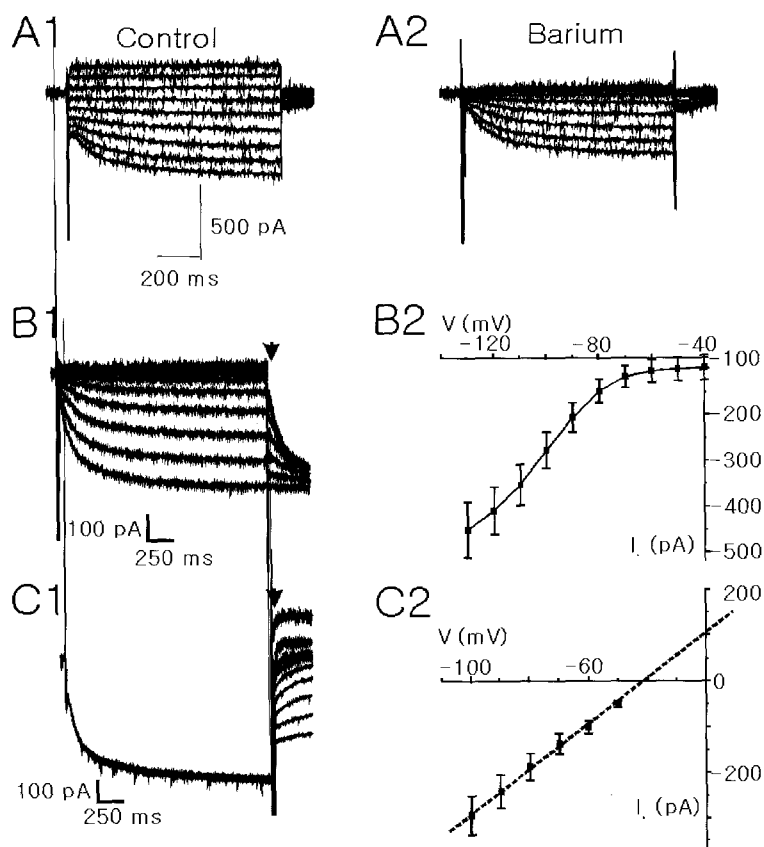 A1
Control
500 pA
200 ms
A2
Barium
B1
100 pA
250 ms
B2
V (mV)
-120
-80
-40
-100
-200
-300
-400
-500
I. (pA)
C1
100 pA
250 ms
C2
V (mV)
-100
-60
200
0
-200
I. (pA)